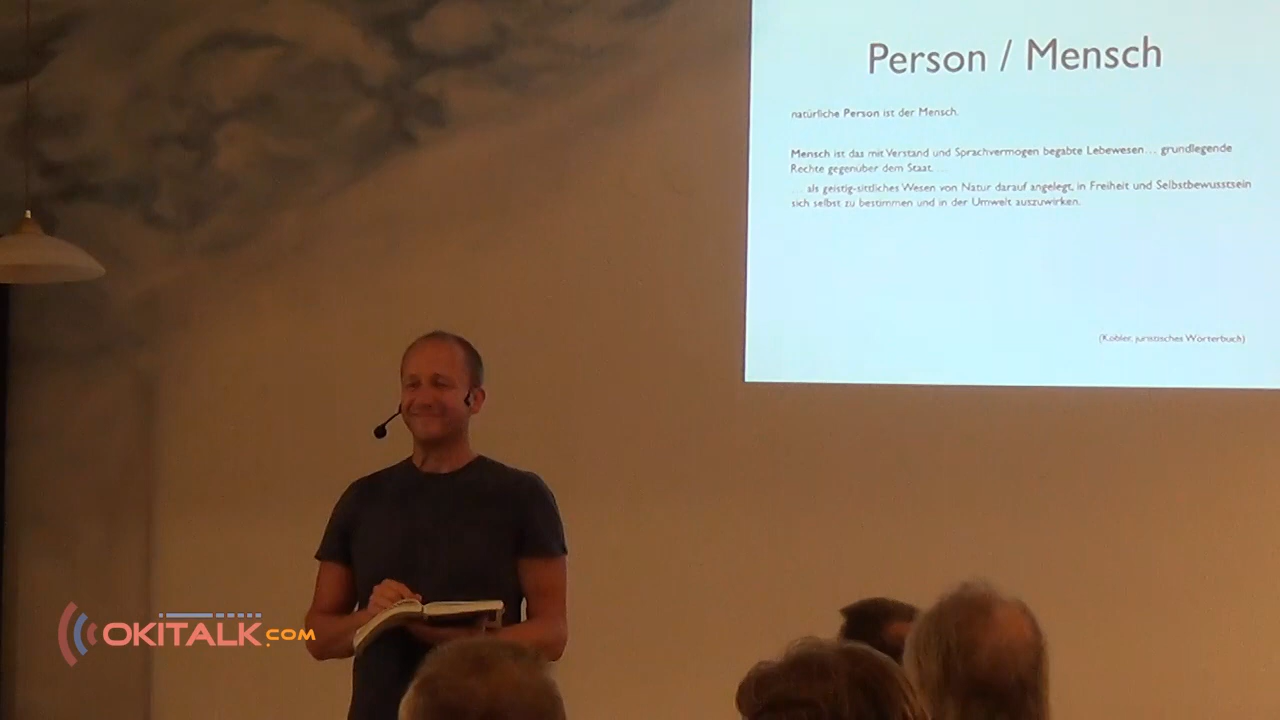 Person / Mensch
natürliche Person ist der Mensch.
Mensch ist das mit Verstand und Sprachvermogen begabte Lebewesen… grundlegende
Rechte gegenüber dem Staat…
… als geistig-sittliches Wesen von Natur darauf angelegt, in Freiheit und Selbstbewusstsein
sich selbst zu bestimmen und in der Umwelt auszuwirken.
(Kobler, juristisches Wörterbuch)
OKITALK.COM